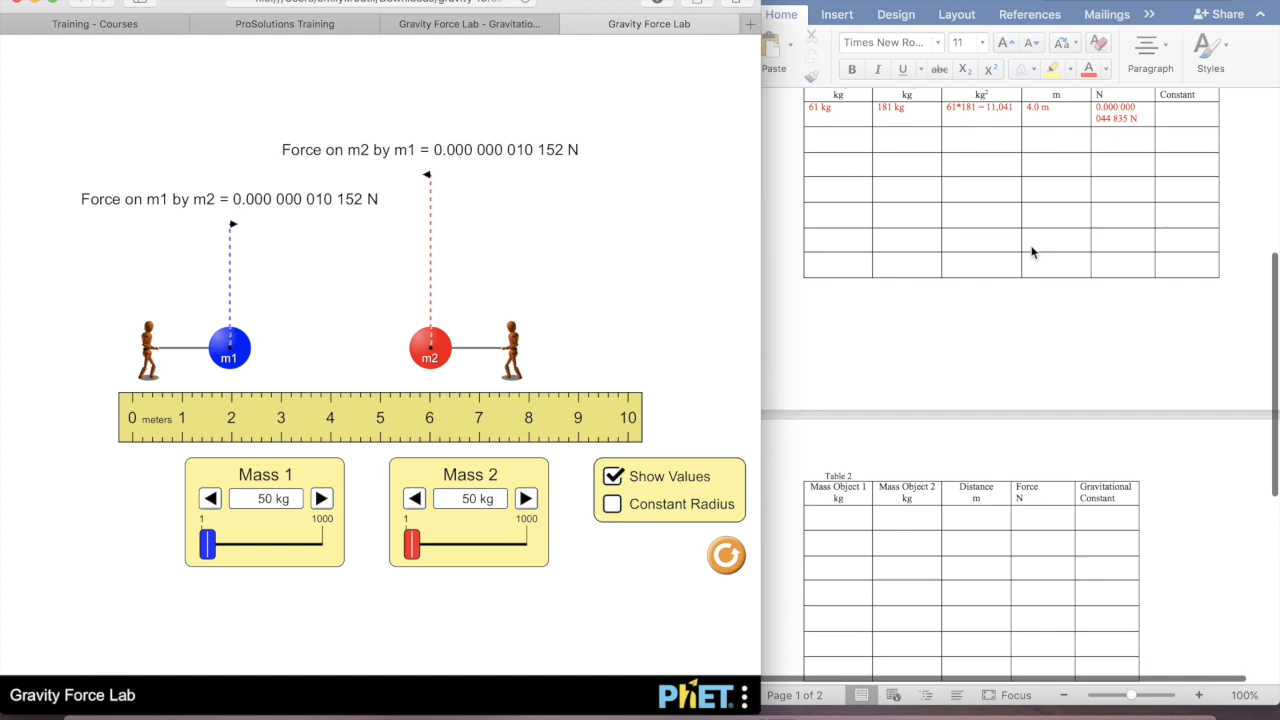 Training - Courses
ProSolutions Training
Gravity Force Lab - Gravitatio...
Gravity Force Lab
Home Insert Design Layout References Mailings >> Share
Times New Ro... 11
Paste
B I U abc X₂ X² A A
Paragraph
Styles
kg kg kg² m N Constant
61 kg 181 kg 61*181 = 11,041 4.0 m 0.000 000
044 835 N
Force on m2 by m1 = 0.000 000 010 152 N
Force on m1 by m2 = 0.000 000 010 152 N
m1
m2
0 meters 1 2 3 4 5 6 7 8 9 10
Mass 1
50 kg
1 1000
Mass 2
50 kg
1 1000
Show Values
Constant Radius
Table 2
Mass Object 1 Mass Object 2 Distance Force Gravitational
kg kg m N Constant
Gravity Force Lab
PhET
Page 1 of 2 Focus 100%